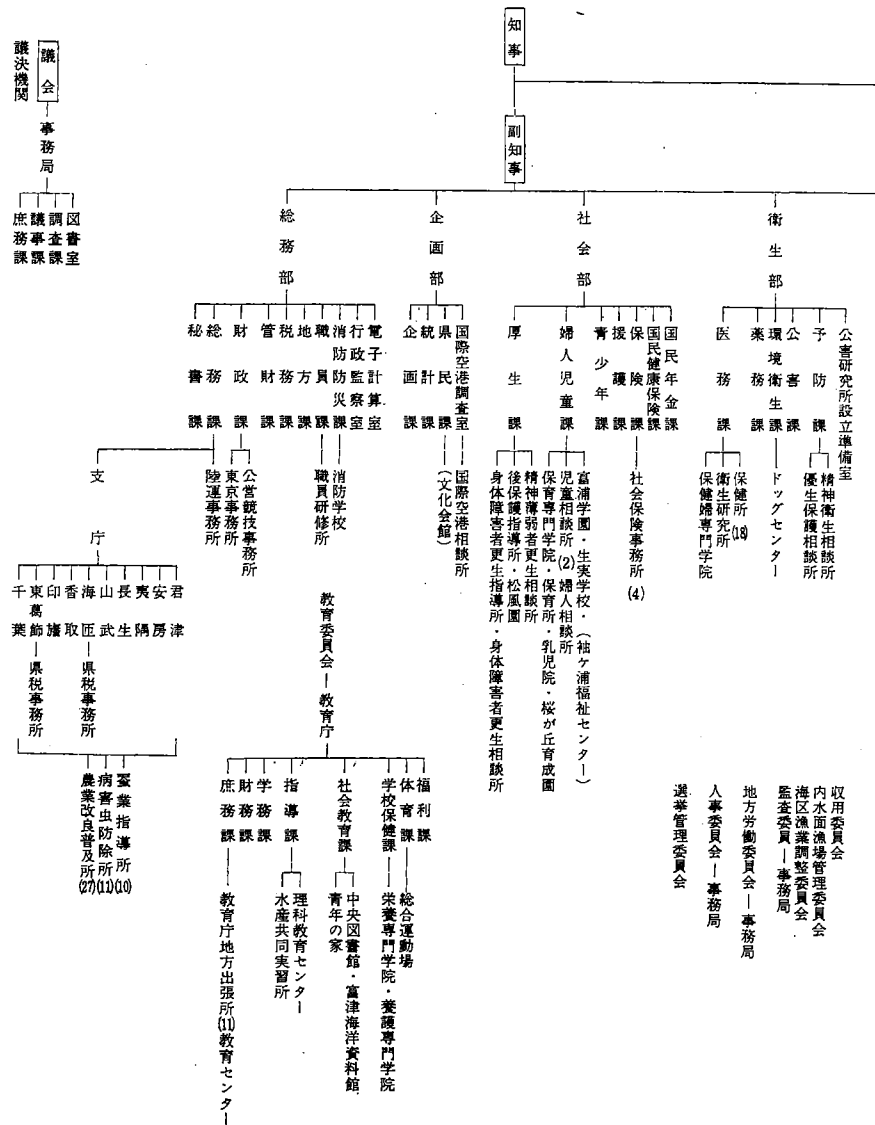 議決機関
議会
事務局
庶務課
議事課
調査課
図書室
知事
副知事
総務部
企画部
社会部
衛生部
秘書課
総務課
財政課
管財課
税務課
地方課
職員課
消防防災課
行政監察室
電子計算室
企画課
統計課
県民課
国際空港調査室
厚生課
婦人児童課
青少年課
援護課
保険課
国民健康保険課
国民年金課
医務課
薬務課
環境衛生課
公害課
予防課
公害研究所設立準備室
支庁
陸運事務所
東京事務所
公営競技事務所
職員研修所
消防学校
(文化会館)
国際空港相談所
身体障害者更生指導所・身体障害者更生相談所
後保護指導所・松風園
精神薄弱者更生相談所
保育専門学院・保育所・乳児院・桜が丘育成園
児童相談所(2)婦人相談所
富浦学園・生実学校・(袖ケ浦福祉センター)
社会保険事務所(4)
保健婦専門学院
衛生研究所
保健所(18)
ドッグセンター
優生保護相談所
精神衛生相談所
千葉
東葛飾
印旛
香取
海匝
山武
長生
夷隅
安房
君津
県税事務所
県税事務所
農業改良普及所(27)
病害虫防除所(11)
蚕業指導所(10)
教育委員会―教育庁
庶務課
財務課
学務課
指導課
社会教育課
学校保健課
体育課
福利課
教育庁地方出張所(11)教育センター
水産共同実習所
理科教育センター
青年の家
中央図書館・富津海洋資料館
栄養専門学院・養護専門学院
総合運動場
選挙管理委員会
人事委員会―事務局
地方労働委員会―事務局
監査委員―事務局
海区漁業調整委員会
内水面漁場管理委員会
収用委員会